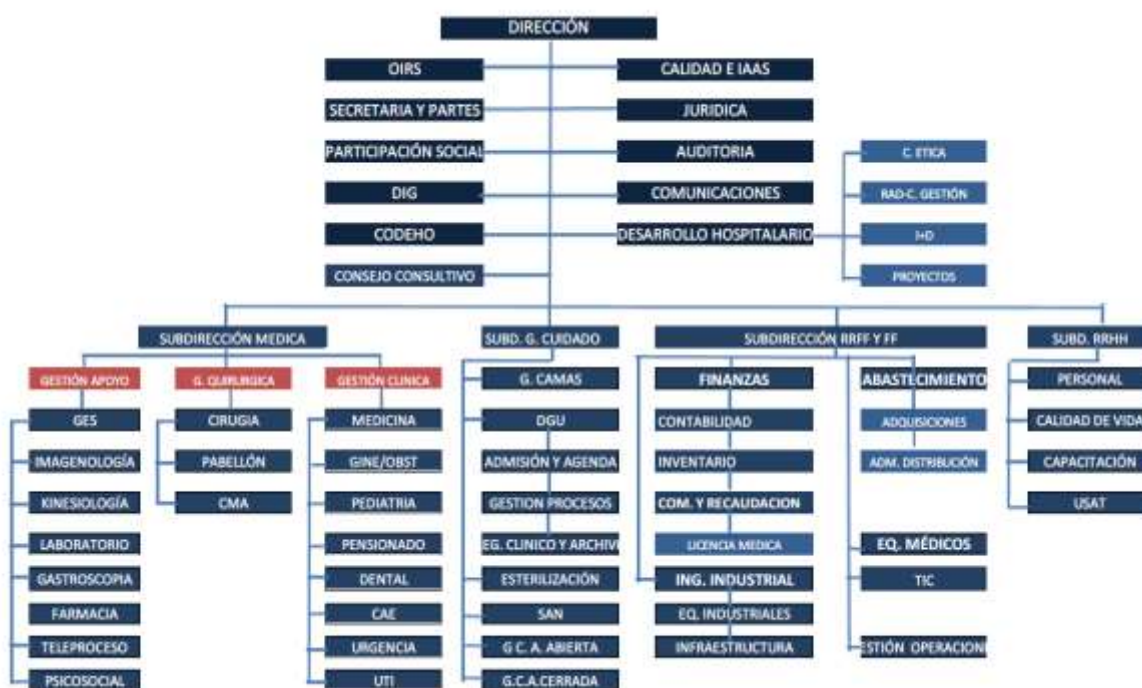 DIRECCIÓN
OIRS
CALIDAD E IAAS
SECRETARIA Y PARTES
JURIDICA
PARTICIPACIÓN SOCIAL
AUDITORIA
C. ETICA
DIG
COMUNICACIONES
RAD-C. GESTIÓN
CODEHO
DESARROLLO HOSPITALARIO
I+D
CONSEJO CONSULTIVO
PROYECTOS
SUBDIRECCIÓN MEDICA
SUBD. G. CUIDADO
SUBDIRECCIÓN RRFF Y FF
SUBD. RRHH
GESTIÓN APOYO
G. QUIRURGICA
GESTIÓN CLINICA
G. CAMAS
FINANZAS
ABASTECIMIENTO
PERSONAL
GES
CIRUGIA
MEDICINA
DGU
CONTABILIDAD
ADQUISICIONES
CALIDAD DE VIDA
IMAGENOLOGÍA
PABELLÓN
GINE/OBST
ADMISIÓN Y AGENDA
INVENTARIO
ADM. DISTRIBUCIÓN
CAPACITACIÓN
KINESIOLOGÍA
CMA
PEDIATRIA
GESTION PROCESOS
COM. Y RECAUDACION
USAT
LABORATORIO
PENSIONADO
EG. CLINICO Y ARCHIV
LICENCIA MEDICA
EQ. MÉDICOS
GASTROSCOPIA
DENTAL
ESTERILIZACIÓN
ING. INDUSTRIAL
TIC
FARMACIA
CAE
SAN
EQ. INDUSTRIALES
TELEPROCESO
URGENCIA
G C. A. ABIERTA
INFRAESTRUCTURA
ESTIÓN OPERACION
PSICOSOCIAL
UTI
G.C.A.CERRADA